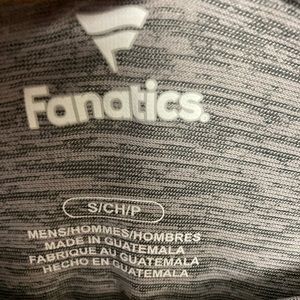 Fanatics.
S/CH/P
MENS/HOMMES/HOMBRES
MADE IN GUATEMALA
FABRIQUÉ AU GUATEMALA
HECHO EN GUATEMALA